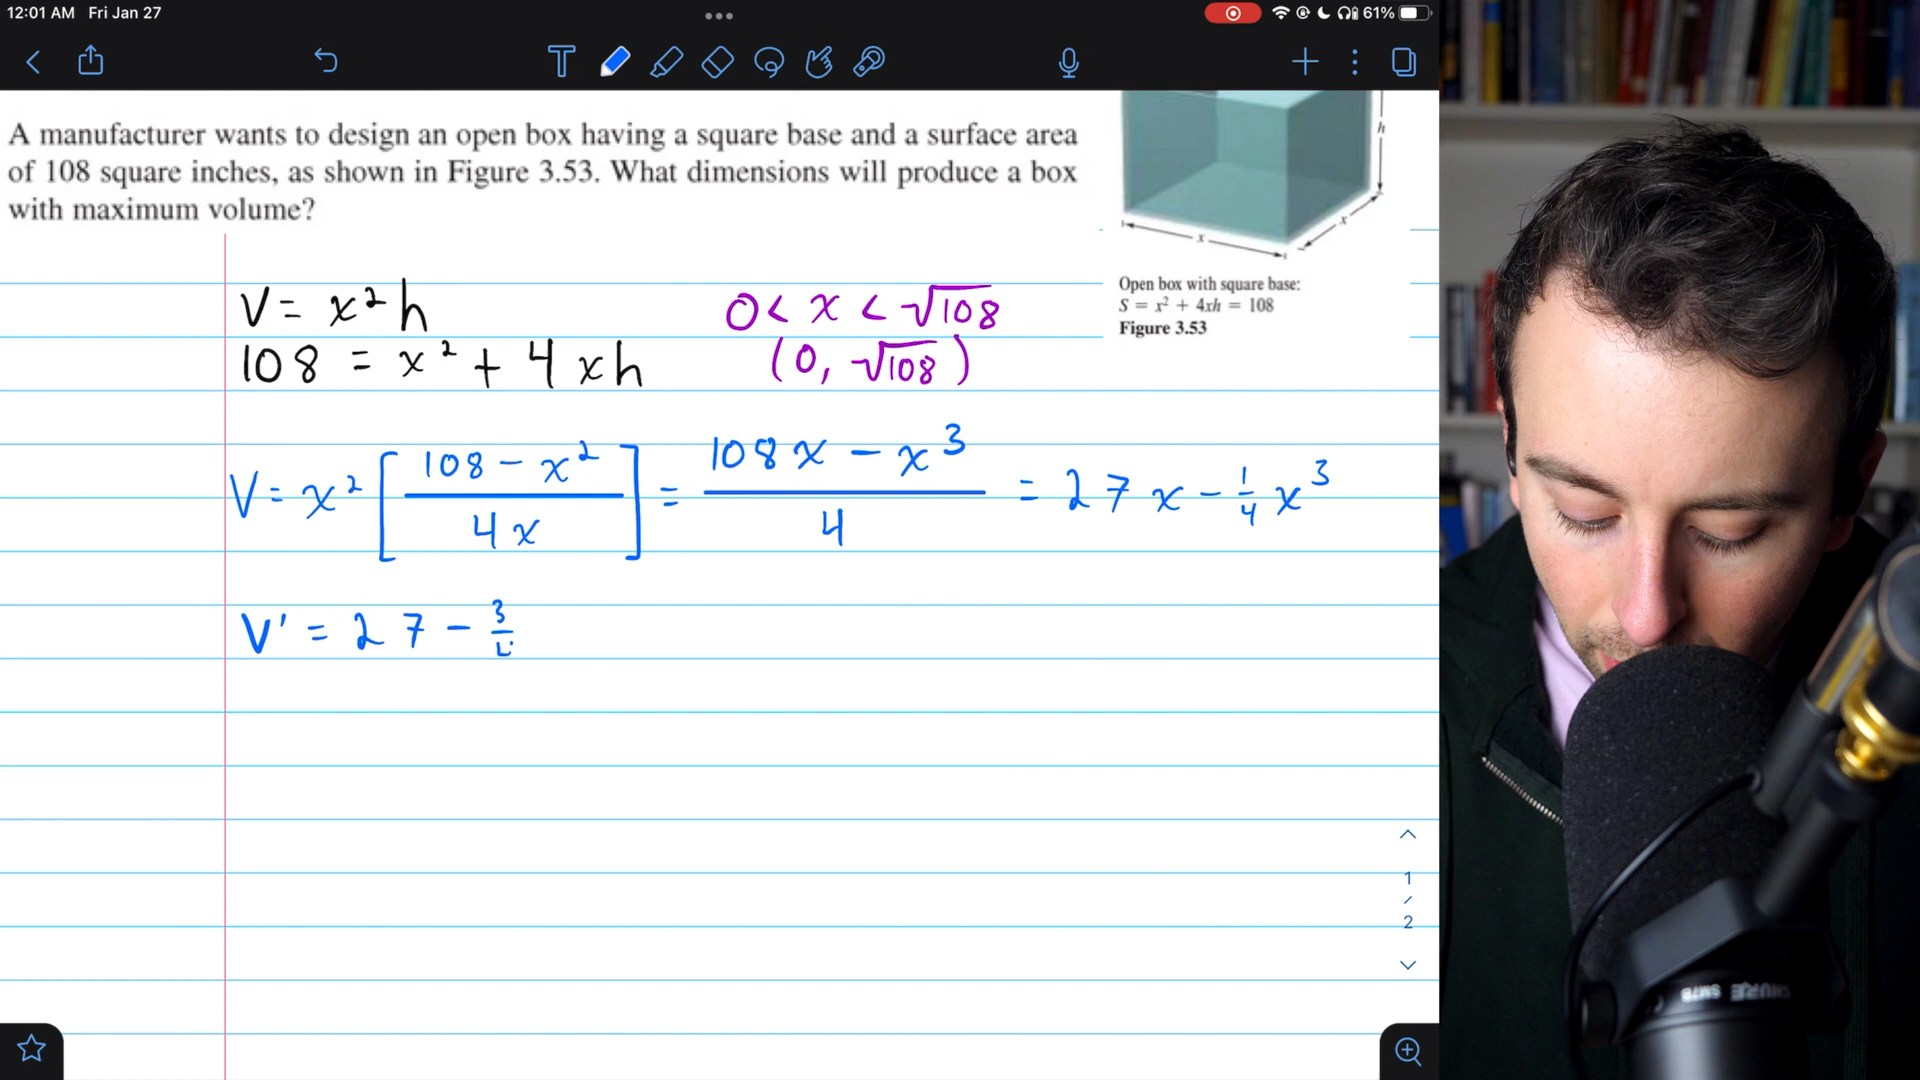 12:01 AM Fri Jan 27
61%
A manufacturer wants to design an open box having a square base and a surface area
of 108 square inches, as shown in Figure 3.53. What dimensions will produce a box
with maximum volume?
h
x
x
Open box with square base:
S = x² + 4xh = 108
Figure 3.53
V = x²h
108 = x² + 4xh
0 < x < √108
(0, √108)
V = x² [(108 - x²)/(4x)] = (108x - x³)/4 = 27x - 1/4 x³
V' = 27 - 3/
1
/
2
SHURE SM7B